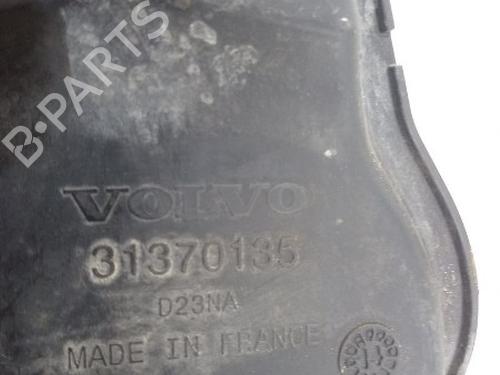 B-PARTS
VOLVO
31370135
D23NA
MADE IN FRANCE